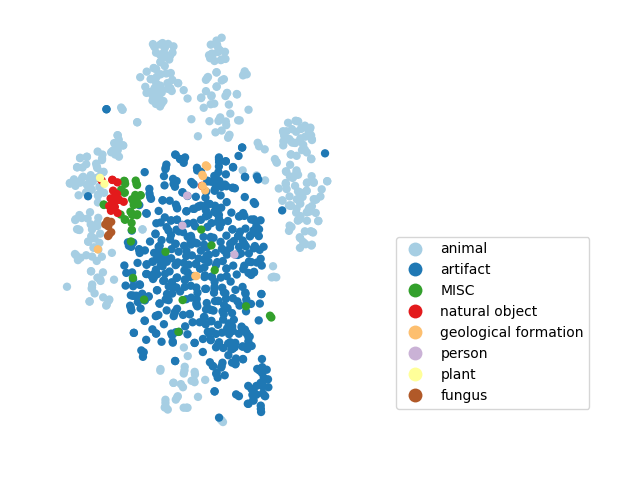 animal
artifact
MISC
natural object
geological formation
person
plant
fungus